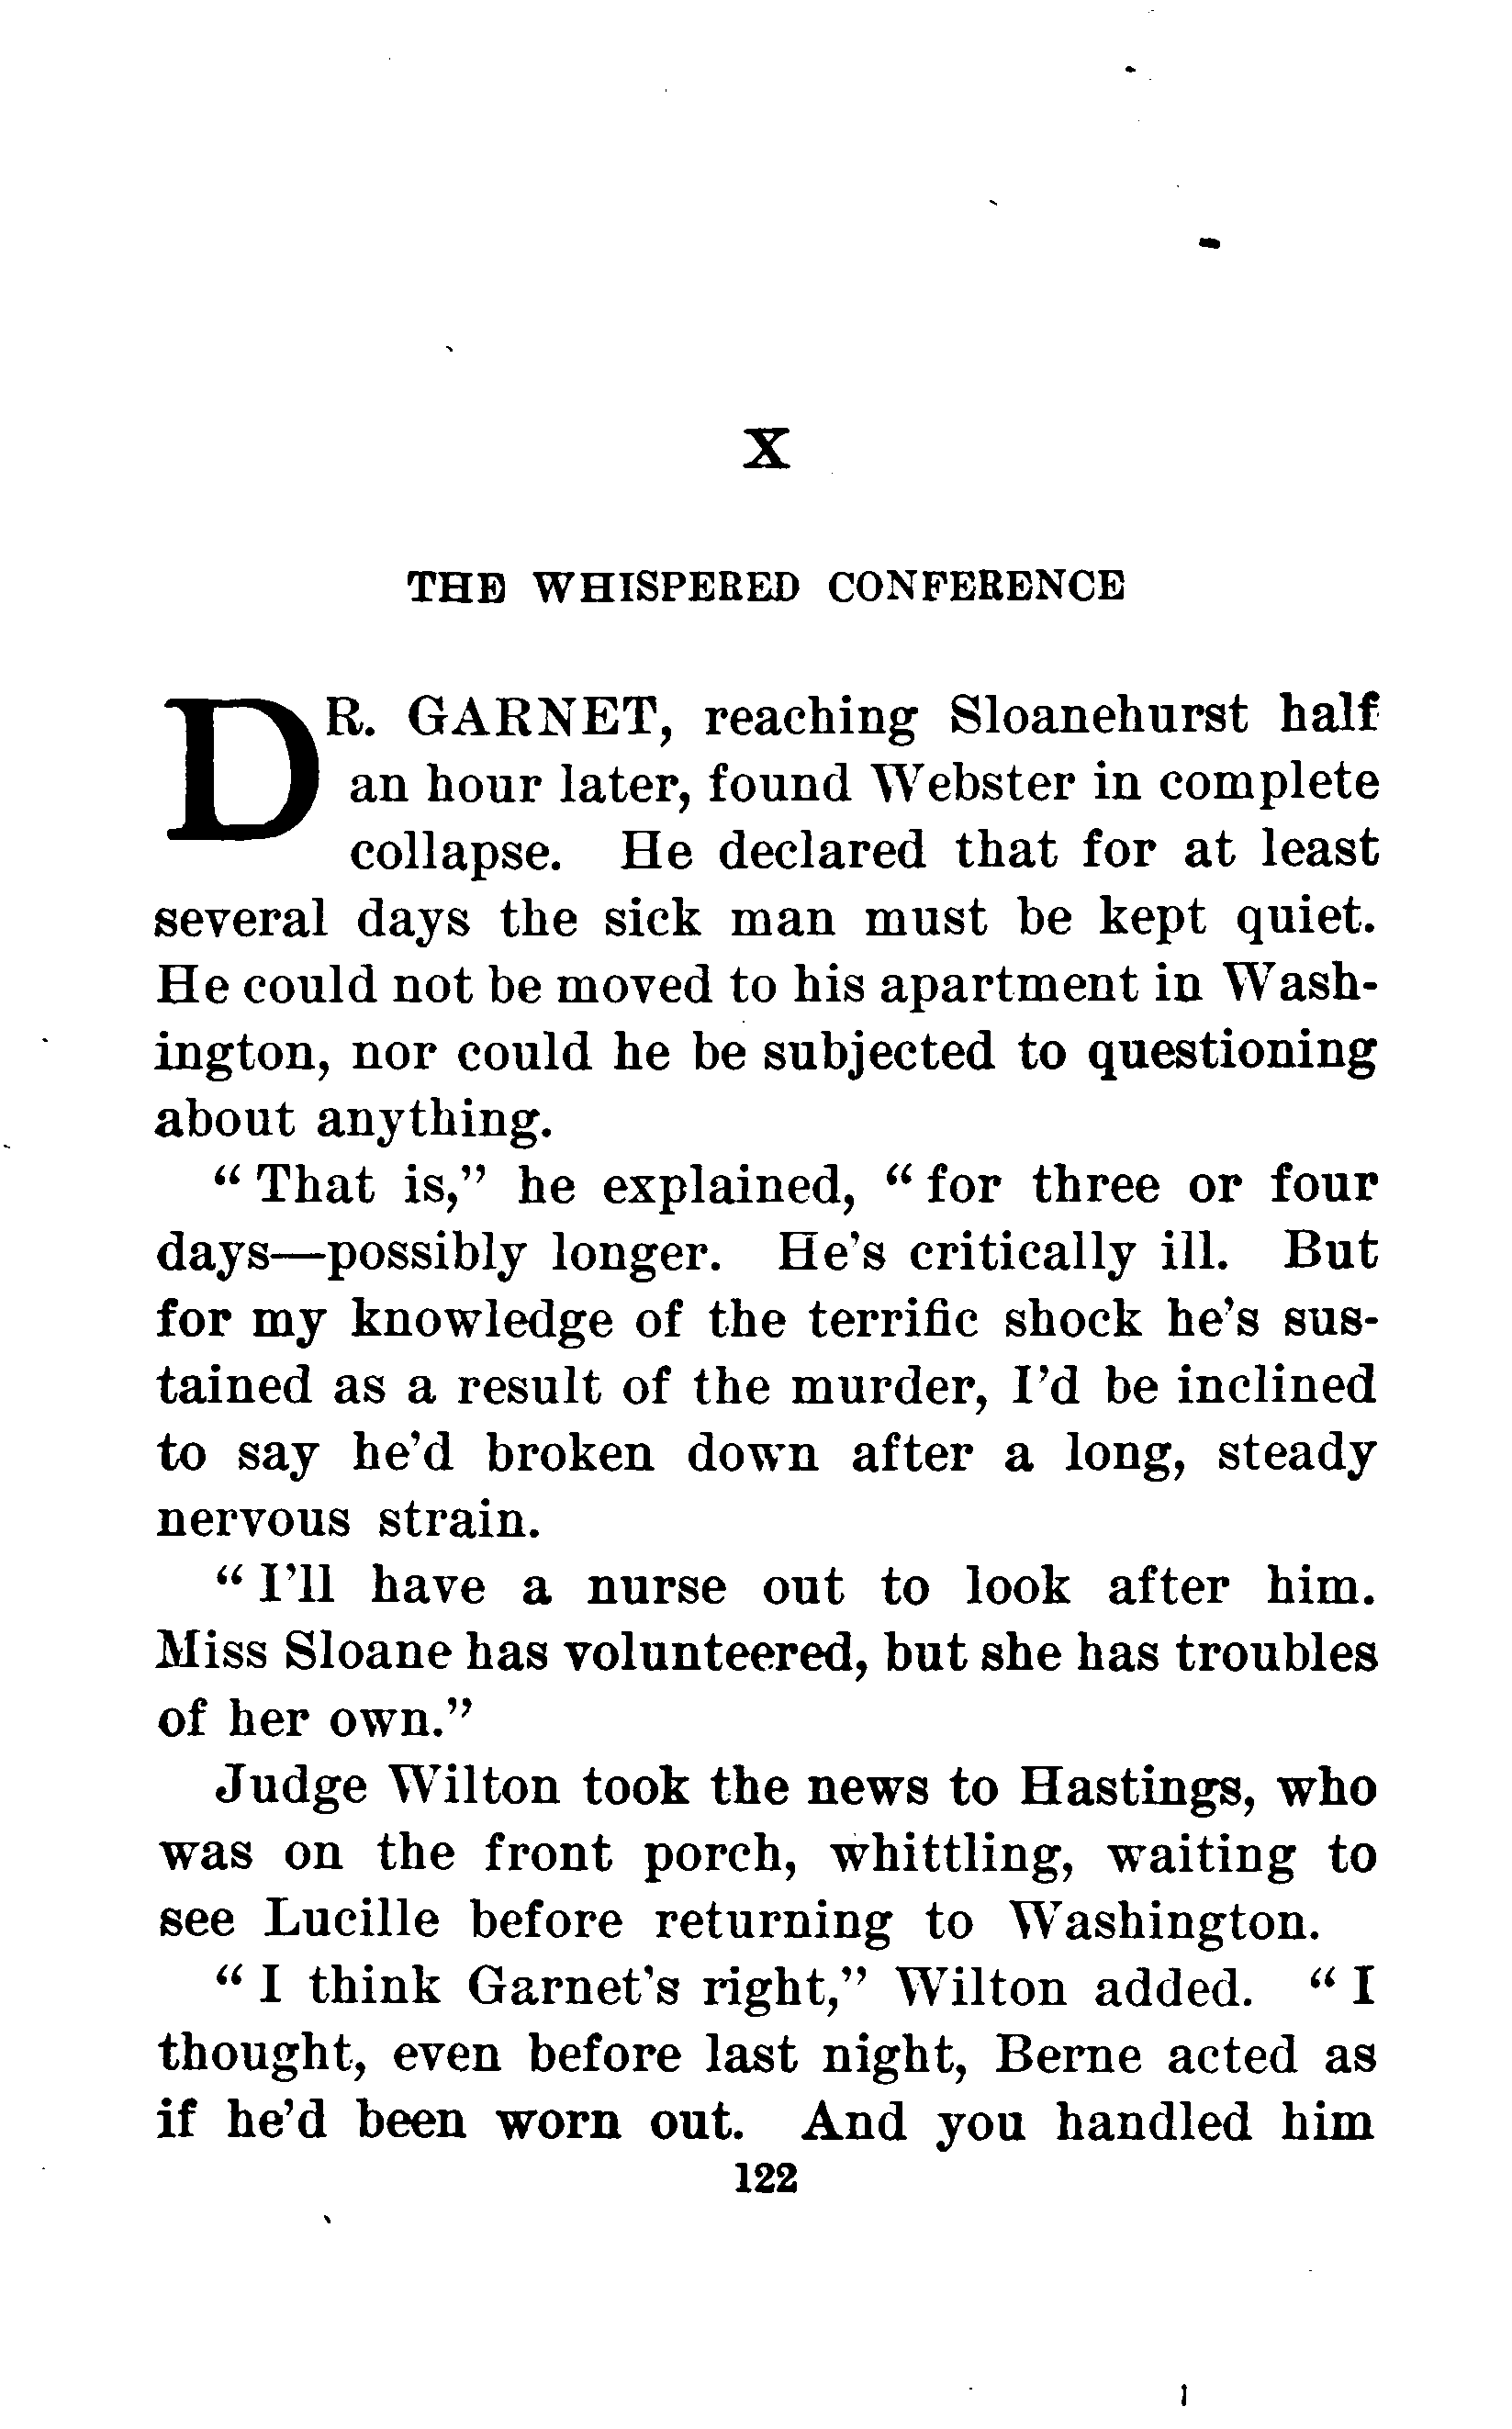 X
THE WHISPERED CONFERENCE
DR. GARNET, reaching Sloanehurst half
an hour later, found Webster in complete
collapse. He declared that for at least
several days the sick man must be kept quiet.
He could not be moved to his apartment in Wash-
ington, nor could he be subjected to questioning
about anything.
“ That is,” he explained, “ for three or four
days—possibly longer. He’s critically ill. But
for my knowledge of the terrific shock he’s sus-
tained as a result of the murder, I’d be inclined
to say he’d broken down after a long, steady
nervous strain.
“ I’ll have a nurse out to look after him.
Miss Sloane has volunteered, but she has troubles
of her own.”
Judge Wilton took the news to Hastings, who
was on the front porch, whittling, waiting to
see Lucille before returning to Washington.
“ I think Garnet’s right,” Wilton added. “ I
thought, even before last night, Berne acted as
if he’d been worn out. And you handled him
122